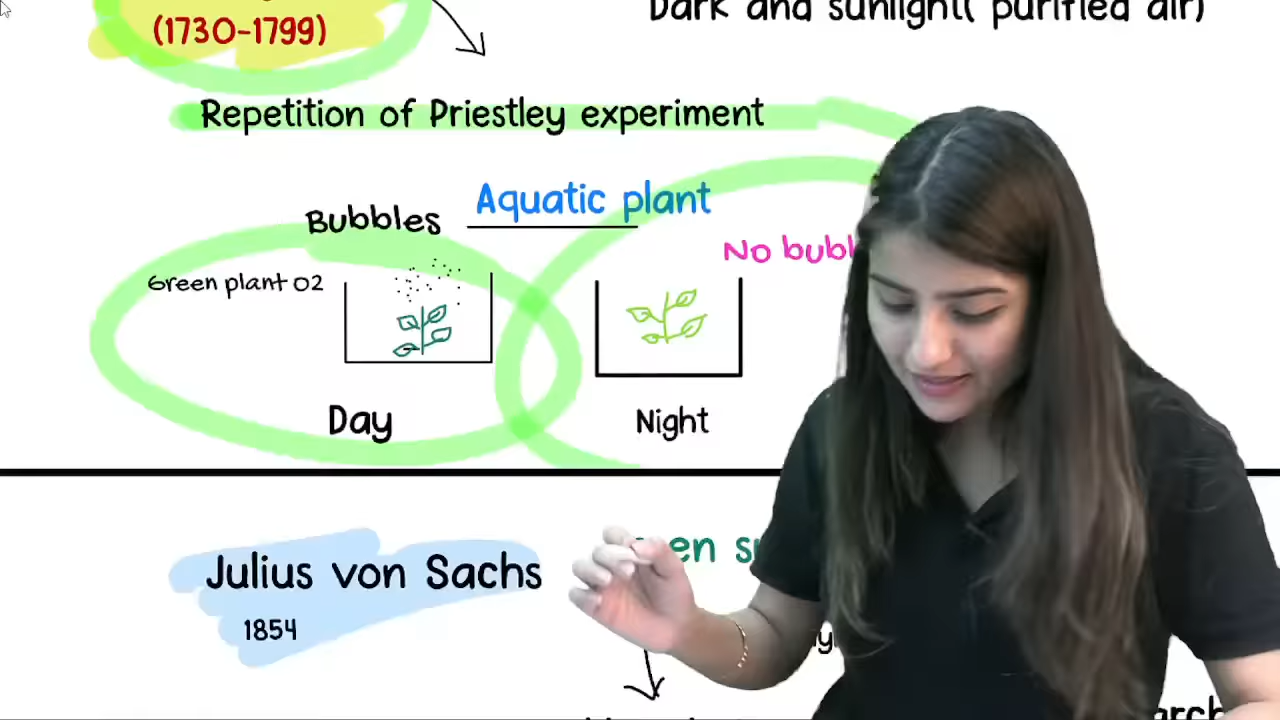 Dark and sunlight( purified air)
(1730-1799)
Repetition of Priestley experiment
Aquatic plant
Bubbles
No
Green plant O2
Day
Night
Julius von Sachs
1854